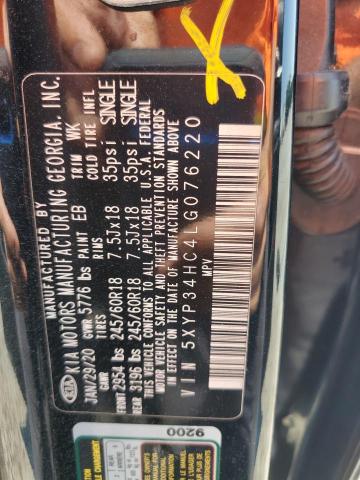 MANUFACTURED BY
KIA MOTORS MANUFACTURING GEORGIA, INC.
JAN/29/20 GVWR 5776 lbs PAINT EB TRIM WK
GAWR TIRES RIMS COLD TIRE INFL
FRONT 2954 lbs 245/60R18 7.5Jx18 35psi SINGLE
REAR 3196 lbs 245/60R18 7.5Jx18 35psi SINGLE
THIS VEHICLE CONFORMS TO ALL APPLICABLE U.S.A. FEDERAL
MOTOR VEHICLE SAFETY AND THEFT PREVENTION STANDARDS
IN EFFECT ON THE DATE OF MANUFACTURE SHOWN ABOVE
VIN 5XYP34HC4LG076220
MPV
KIA
9200
X